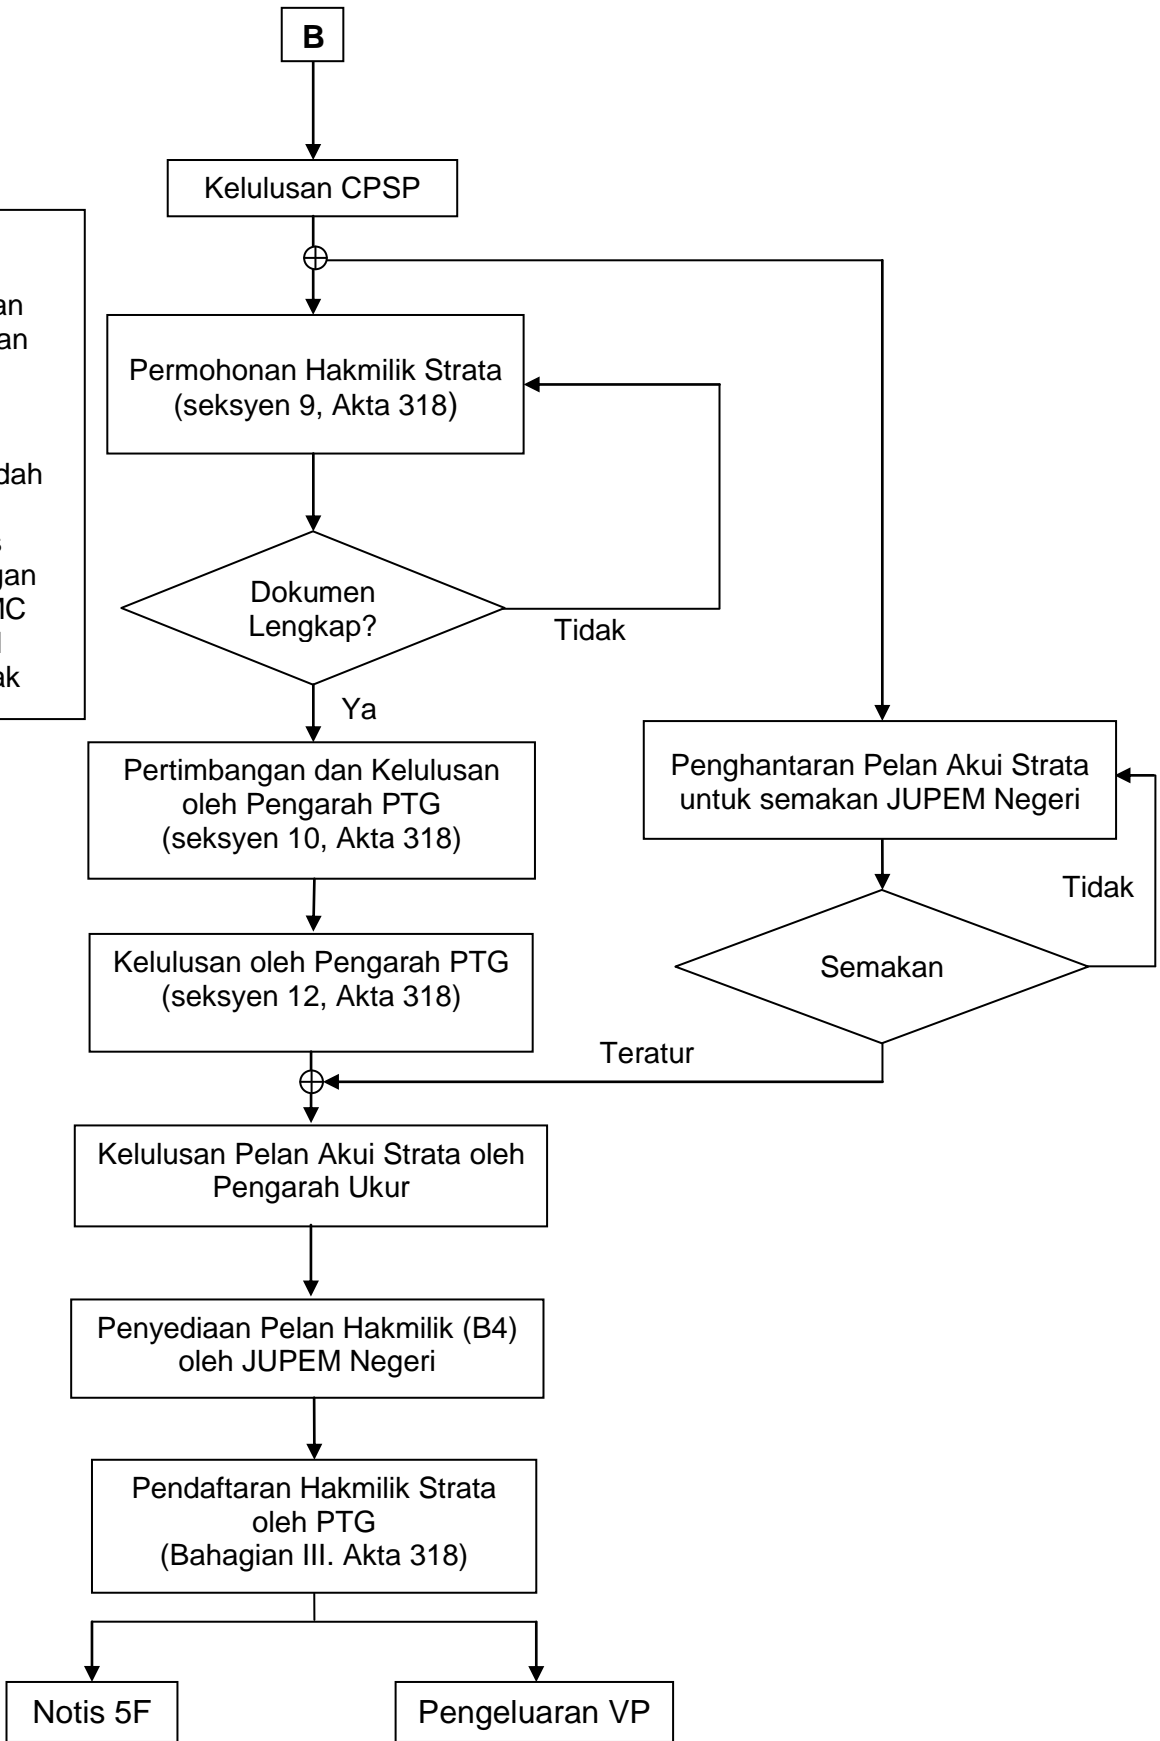 B
Kelulusan CPSP
Permohonan Hakmilik Strata
(seksyen 9, Akta 318)
Dokumen
Lengkap?
Tidak
Ya
Pertimbangan dan Kelulusan
oleh Pengarah PTG
(seksyen 10, Akta 318)
Kelulusan oleh Pengarah PTG
(seksyen 12, Akta 318)
Penghantaran Pelan Akui Strata
untuk semakan JUPEM Negeri
Tidak
Semakan
Teratur
Kelulusan Pelan Akui Strata oleh
Pengarah Ukur
Penyediaan Pelan Hakmilik (B4)
oleh JUPEM Negeri
Pendaftaran Hakmilik Strata
oleh PTG
(Bahagian III. Akta 318)
Notis 5F
Pengeluaran VP